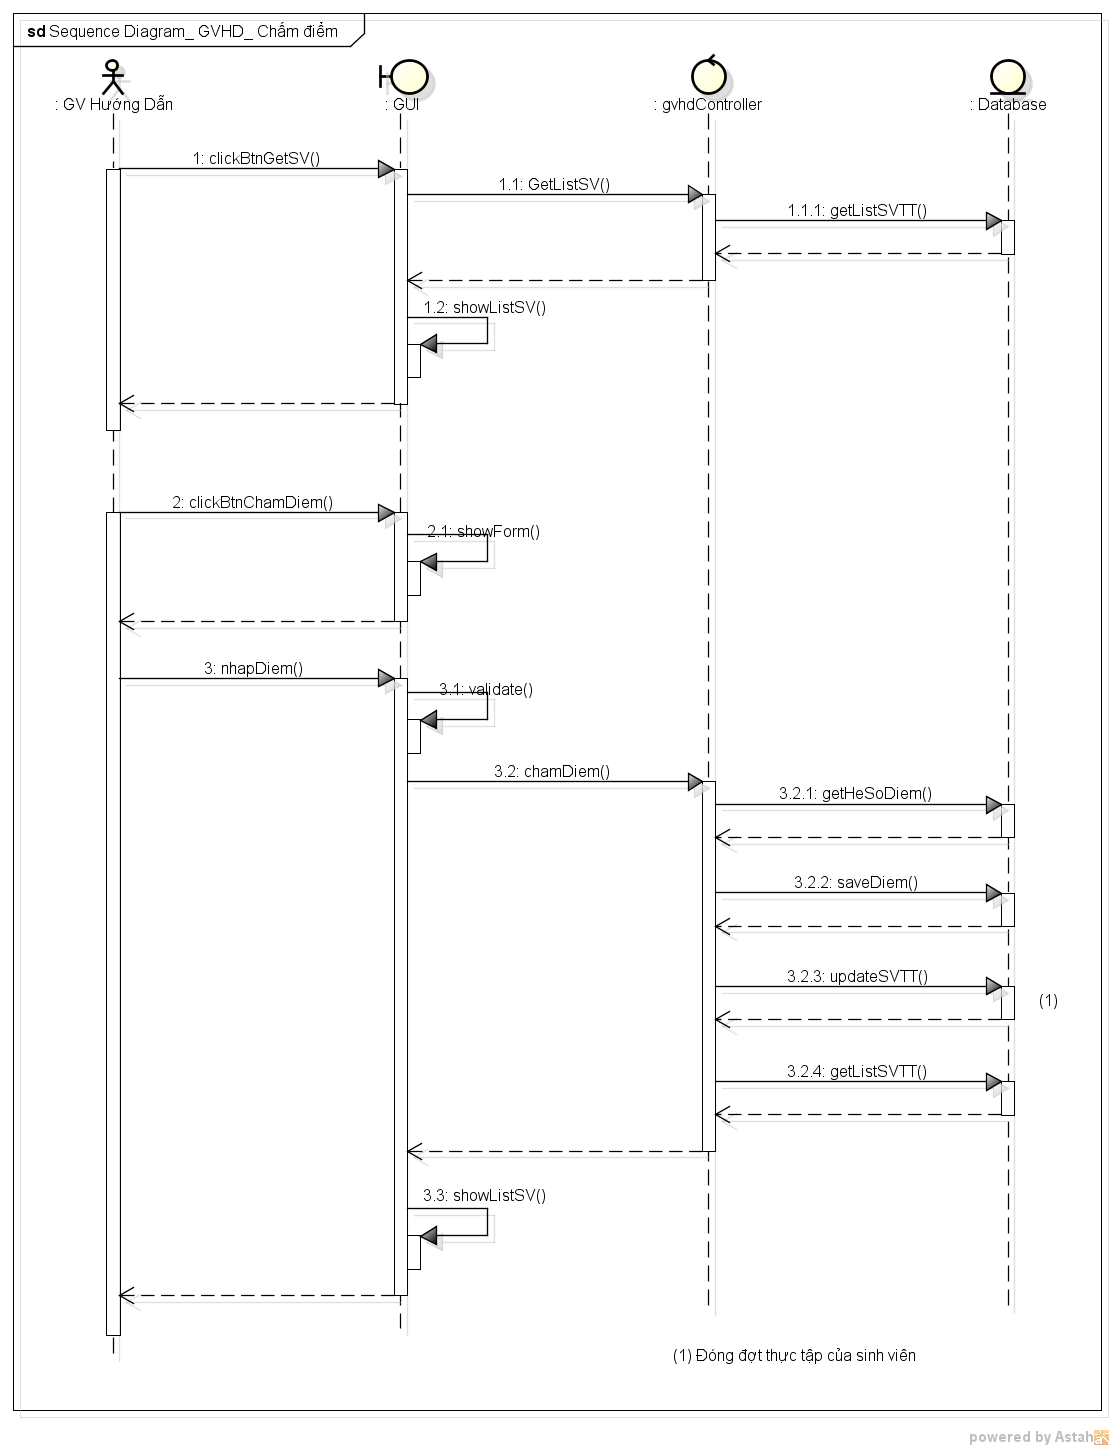 sd Sequence Diagram_ GVHD_ Chấm điểm
: GV Hướng Dẫn
: GUI
: gvhdController
: Database
1: clickBtnGetSV()
1.1: GetListSV()
1.1.1: getListSVTT()
1.2: showListSV()
2: clickBtnChamDiem()
2.1: showForm()
3: nhapDiem()
3.1: validate()
3.2: chamDiem()
3.2.1: getHeSoDiem()
3.2.2: saveDiem()
3.2.3: updateSVTT()
(1)
3.2.4: getListSVTT()
3.3: showListSV()
(1) Đóng đợt thực tập của sinh viên
powered by Astah